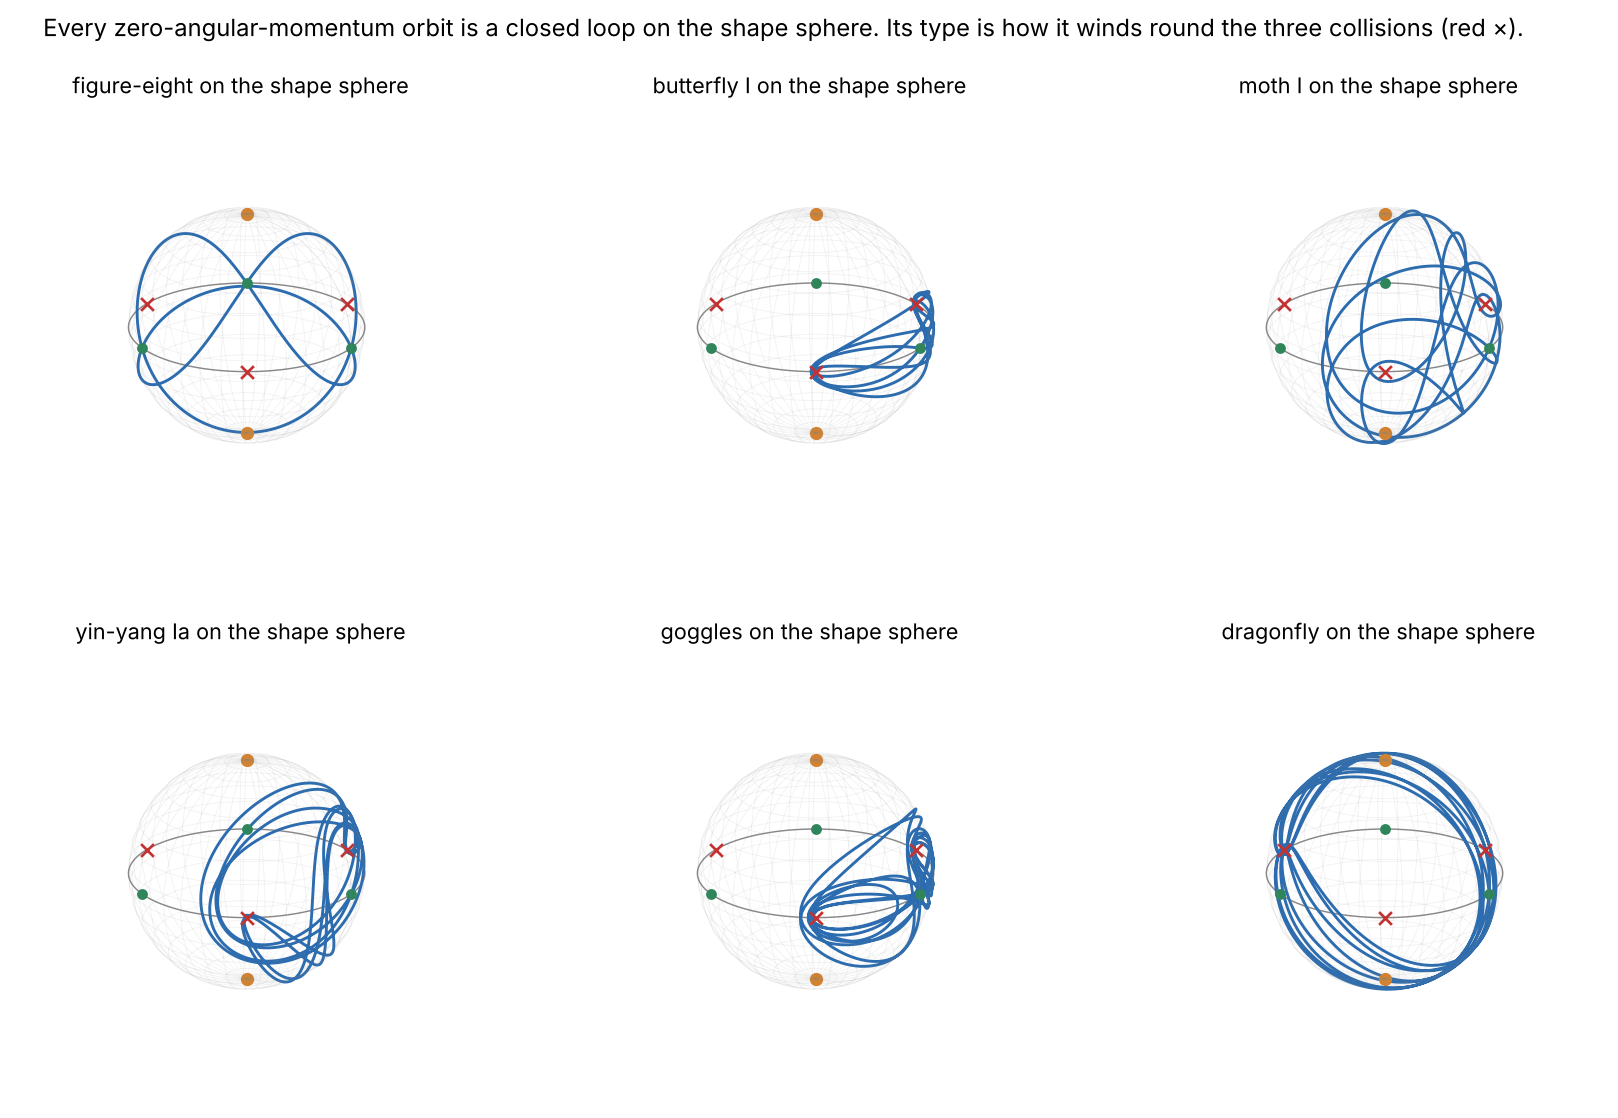 Every zero-angular-momentum orbit is a closed loop on the shape sphere. Its type is how it winds round the three collisions (red ×).
figure-eight on the shape sphere
butterfly I on the shape sphere
moth I on the shape sphere
yin-yang Ia on the shape sphere
goggles on the shape sphere
dragonfly on the shape sphere